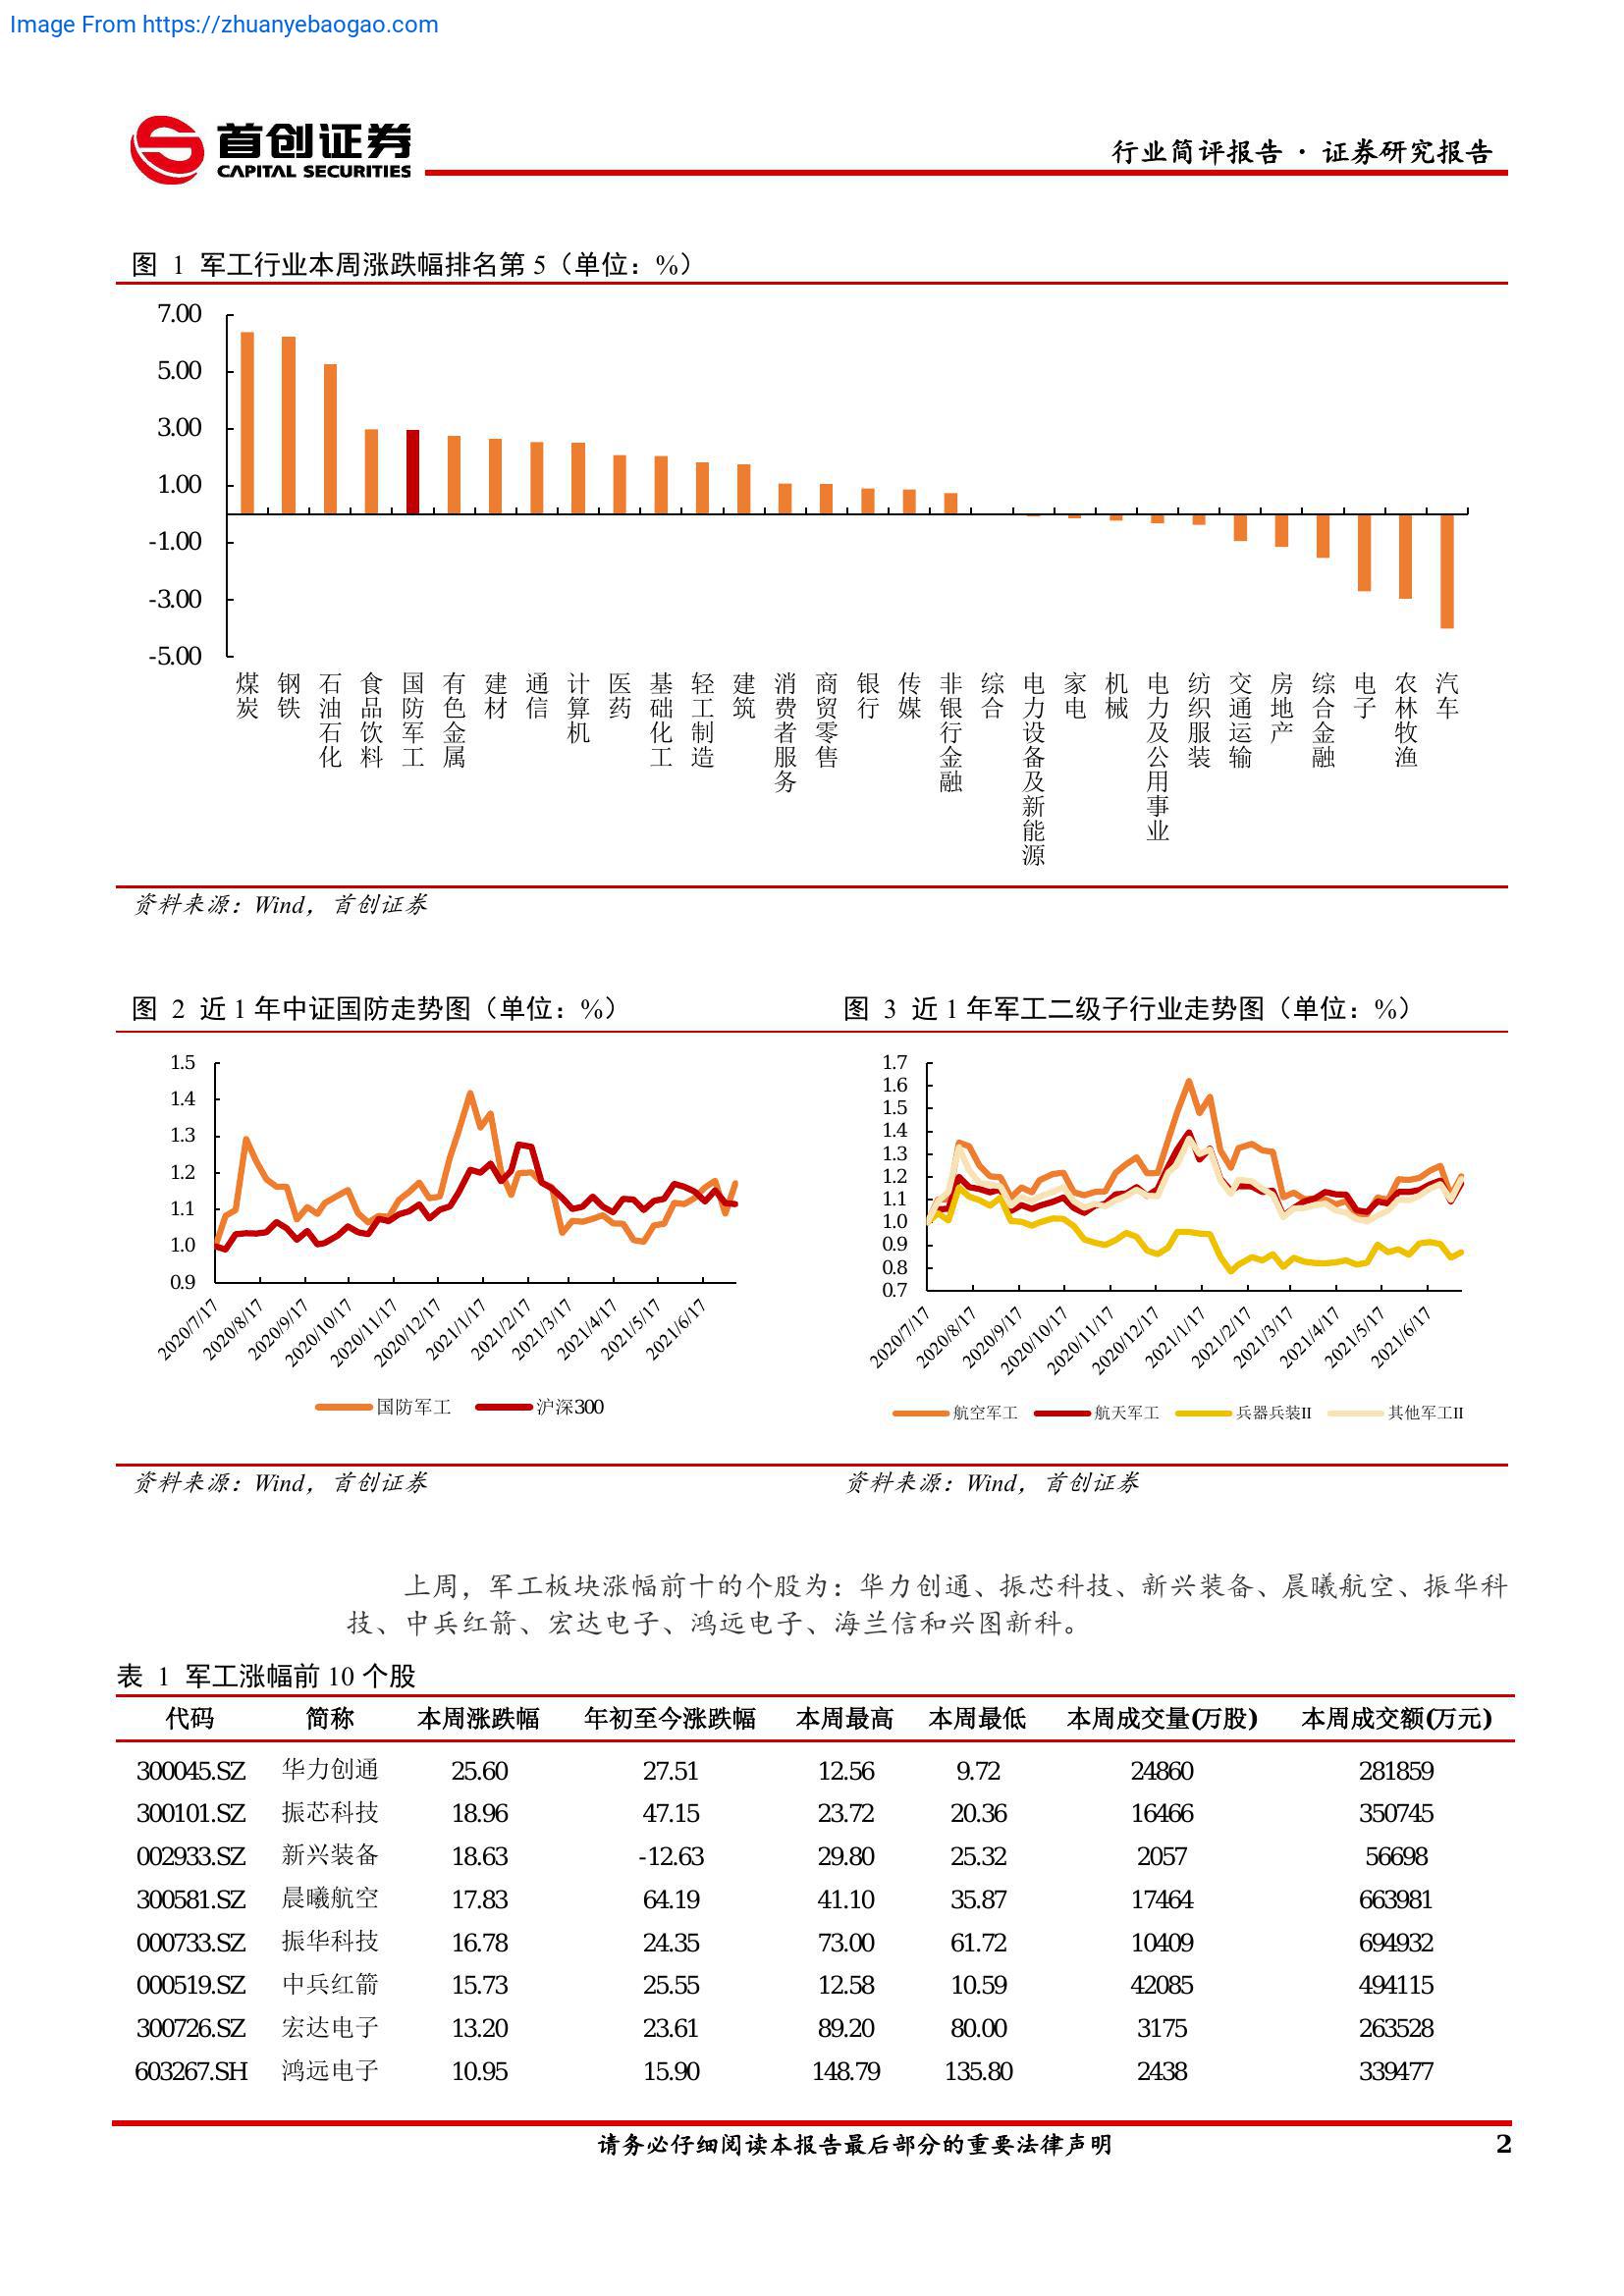 Image From https://zhuanyebaogao.com
首创证券
CAPITAL SECURITIES
行业简评报告 · 证券研究报告
图 1 军工行业本周涨跌幅排名第 5（单位：%）
7.00
5.00
3.00
1.00
-1.00
-3.00
-5.00
煤炭
钢铁
石油石化
食品饮料
国防军工
有色金属
建材
通信
计算机
医药
基础化工
轻工制造
建筑
消费者服务
商贸零售
银行
传媒
非银行金融
综合
电力设备及新能源
家电
机械
电力及公用事业
纺织服装
交通运输
房地产
综合金融
电子
农林牧渔
汽车
资料来源：Wind，首创证券
图 2 近 1 年中证国防走势图（单位：%）
1.5
1.4
1.3
1.2
1.1
1.0
0.9
2020/7/17
2020/8/17
2020/9/17
2020/10/17
2020/11/17
2020/12/17
2021/1/17
2021/2/17
2021/3/17
2021/4/17
2021/5/17
2021/6/17
国防军工 沪深300
资料来源：Wind，首创证券
图 3 近 1 年军工二级子行业走势图（单位：%）
1.7
1.6
1.5
1.4
1.3
1.2
1.1
1.0
0.9
0.8
0.7
2020/7/17
2020/8/17
2020/9/17
2020/10/17
2020/11/17
2020/12/17
2021/1/17
2021/2/17
2021/3/17
2021/4/17
2021/5/17
2021/6/17
航空军工 航天军工 兵器兵装II 其他军工II
资料来源：Wind，首创证券
上周，军工板块涨幅前十的个股为：华力创通、振芯科技、新兴装备、晨曦航空、振华科
技、中兵红箭、宏达电子、鸿远电子、海兰信和兴图新科。
表 1 军工涨幅前 10 个股
代码 简称 本周涨跌幅 年初至今涨跌幅 本周最高 本周最低 本周成交量(万股) 本周成交额(万元)
300045.SZ 华力创通 25.60 27.51 12.56 9.72 24860 281859
300101.SZ 振芯科技 18.96 47.15 23.72 20.36 16466 350745
002933.SZ 新兴装备 18.63 -12.63 29.80 25.32 2057 56698
300581.SZ 晨曦航空 17.83 64.19 41.10 35.87 17464 663981
000733.SZ 振华科技 16.78 24.35 73.00 61.72 10409 694932
000519.SZ 中兵红箭 15.73 25.55 12.58 10.59 42085 494115
300726.SZ 宏达电子 13.20 23.61 89.20 80.00 3175 263528
603267.SH 鸿远电子 10.95 15.90 148.79 135.80 2438 339477
请务必仔细阅读本报告最后部分的重要法律声明 2